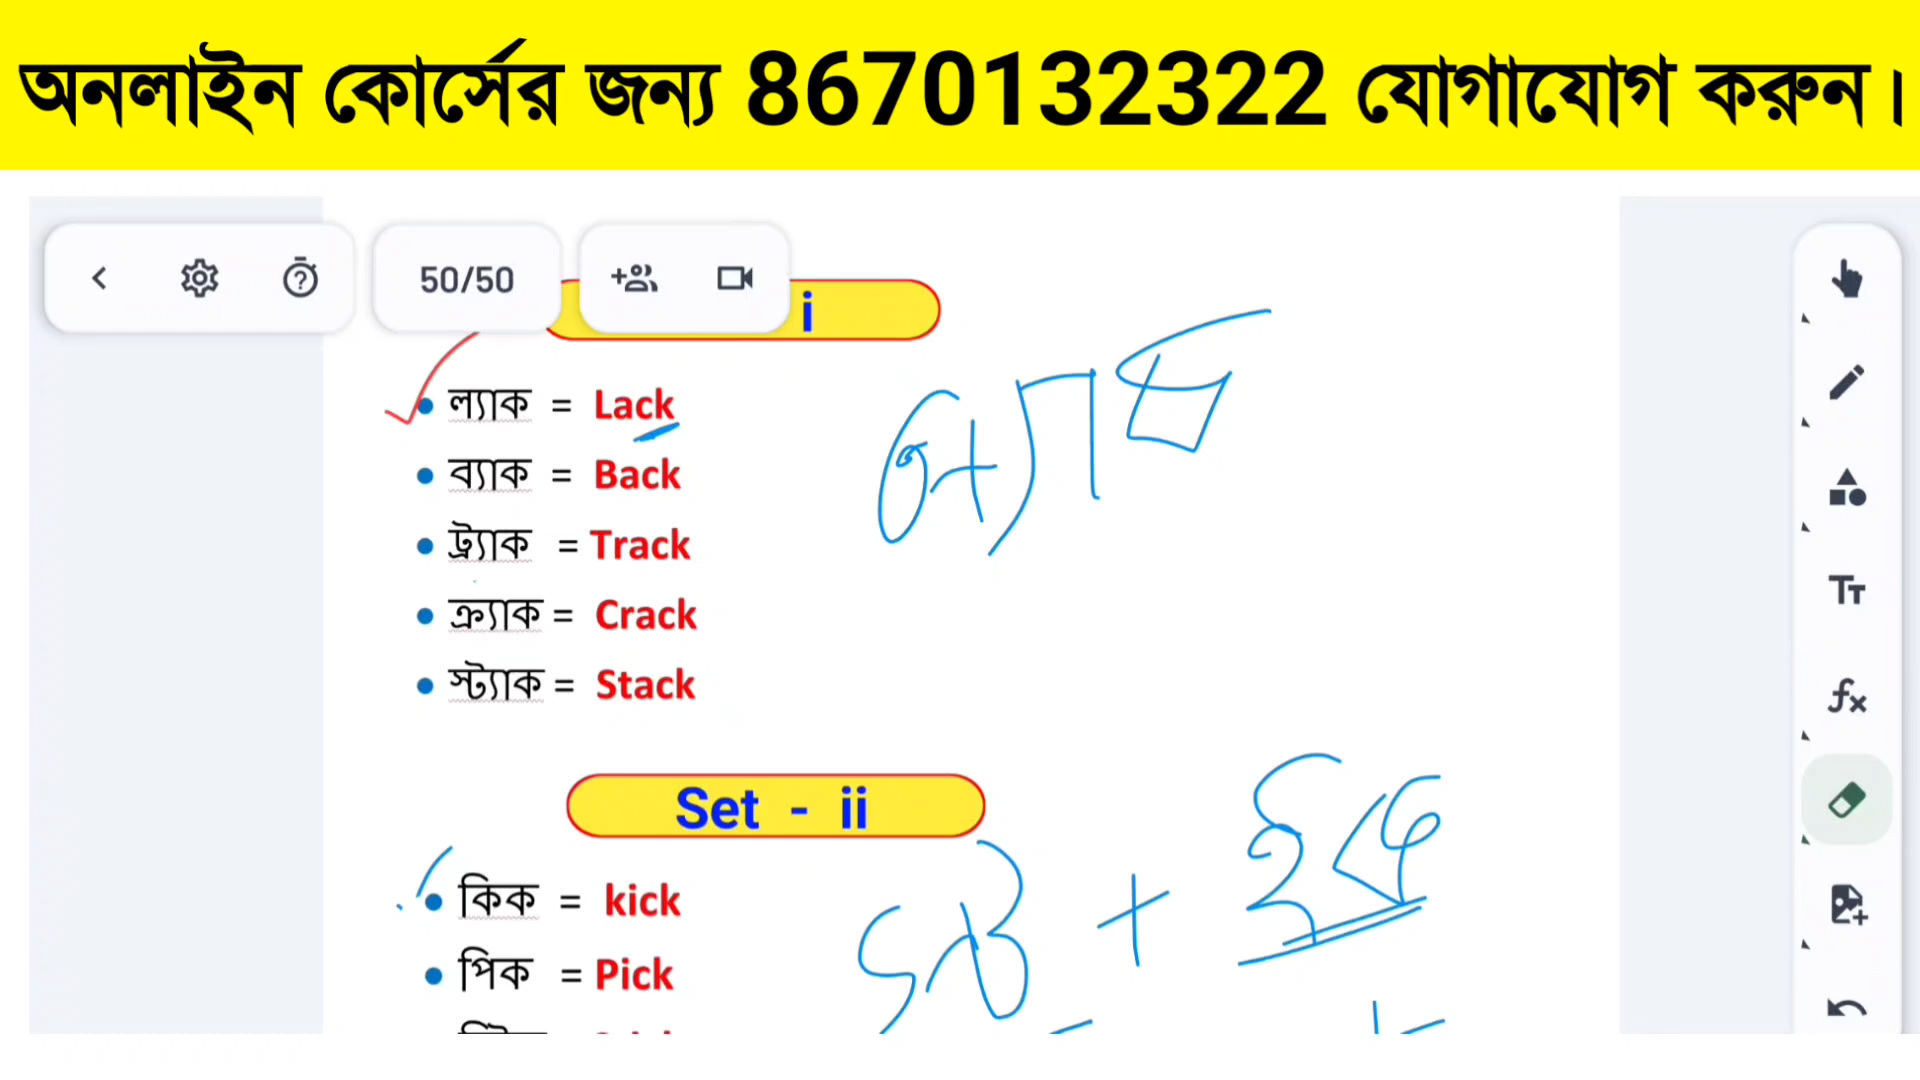 অনলাইন কোর্সের জন্য 8670132322 যোগাযোগ করুন।
50/50
i
ল্যাক = Lack
ব্যাক = Back
ট্র্যাক = Track
ক্র্যাক = Crack
স্ট্যাক = Stack
Set - ii
কিক = kick
পিক = Pick